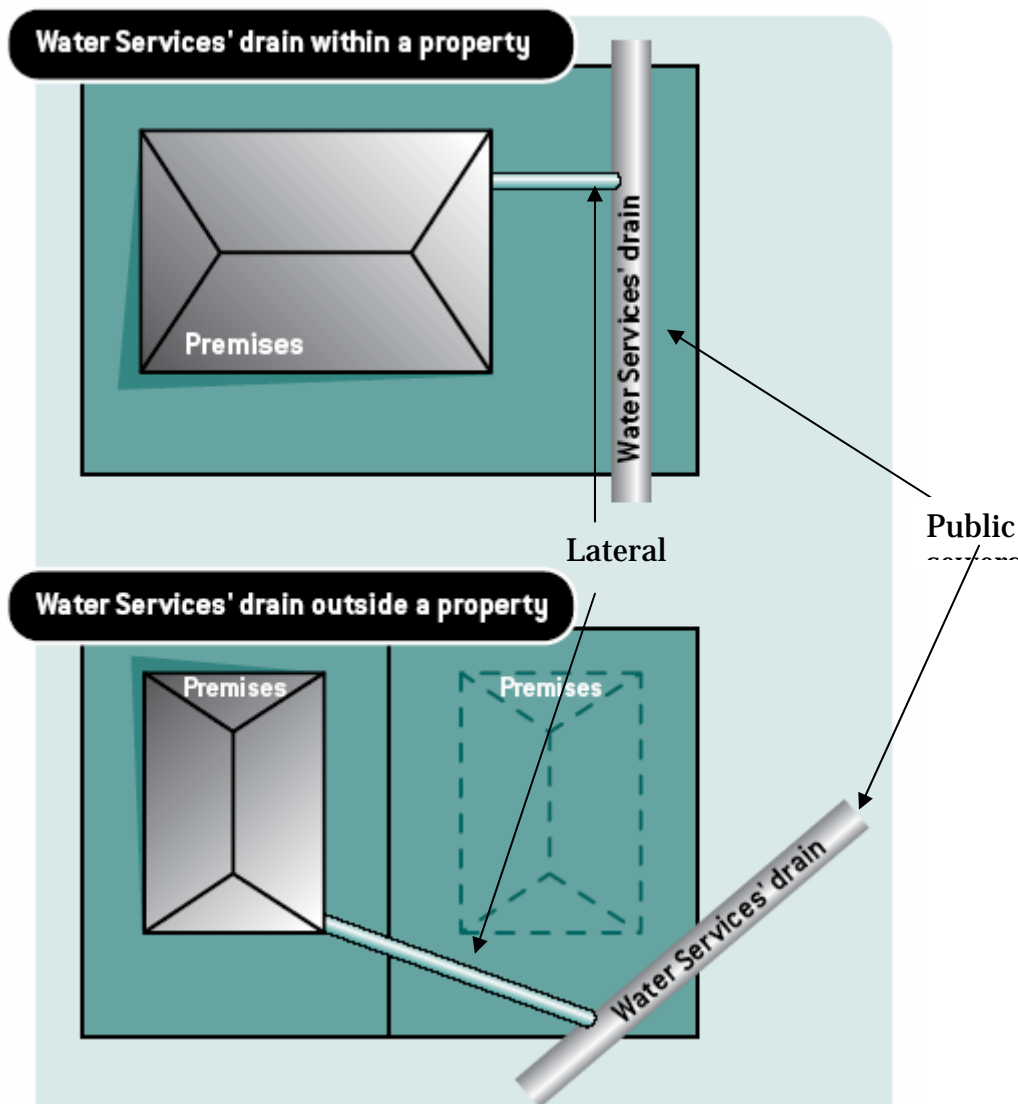 Water Services' drain within a property
Premises
Water Services' drain
Public
Lateral
Water Services' drain outside a property
Premises
Premises
Water Services' drain